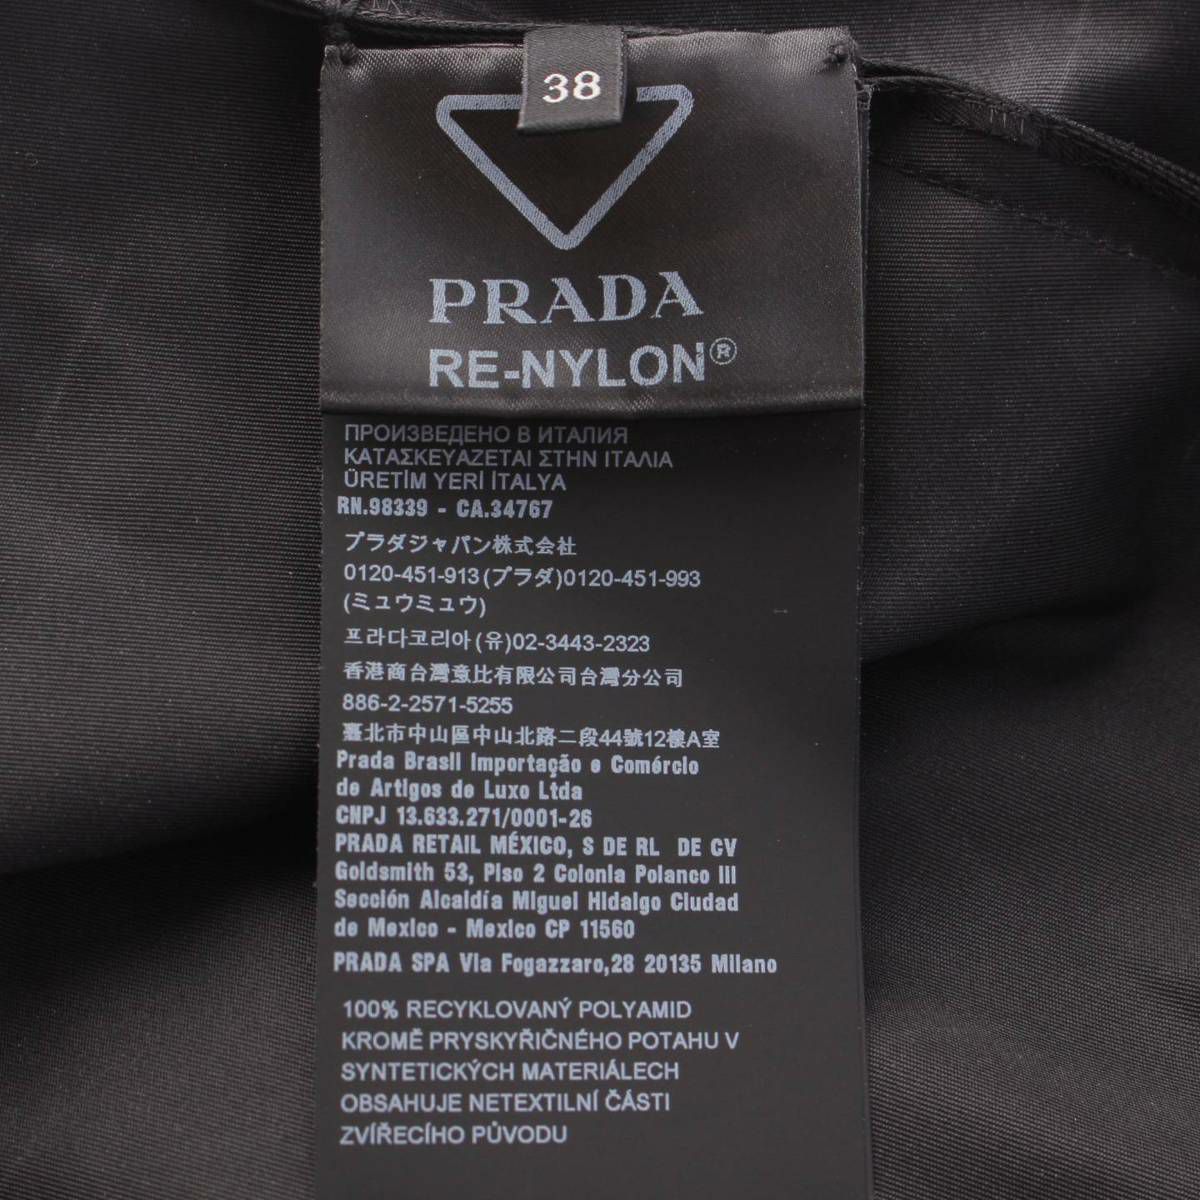 38
PRADA
RE-NYLON®
ПРОИЗВЕДЕНО В ИТАЛИЯ
ΚΑΤΑΣΚΕΥΑΖΕΤΑΙ ΣΤΗΝ ΙΤΑΛΙΑ
ÜRETİM YERİ İTALYA
RN.98339 - CA.34767
プラダジャパン株式会社
0120-451-913(プラダ)0120-451-993
(ミュウミュウ)
프라다코리아(유)02-3443-2323
香港商台灣意比有限公司台灣分公司
886-2-2571-5255
臺北市中山區中山北路二段44號12樓A室
Prada Brasil Importação e Comércio
de Artigos de Luxo Ltda
CNPJ 13.633.271/0001-26
PRADA RETAIL MÉXICO, S DE RL DE CV
Goldsmith 53, Piso 2 Colonia Polanco III
Sección Alcaldía Miguel Hidalgo Ciudad
de Mexico - Mexico CP 11560
PRADA SPA Via Fogazzaro,28 20135 Milano
100% RECYKLOVANÝ POLYAMID
KROMĚ PRYSKYŘIČNÉHO POTAHU V
SYNTETICKÝCH MATERIÁLECH
OBSAHUJE NETEXTILNÍ ČÁSTI
ZVÍŘECÍHO PŮVODU